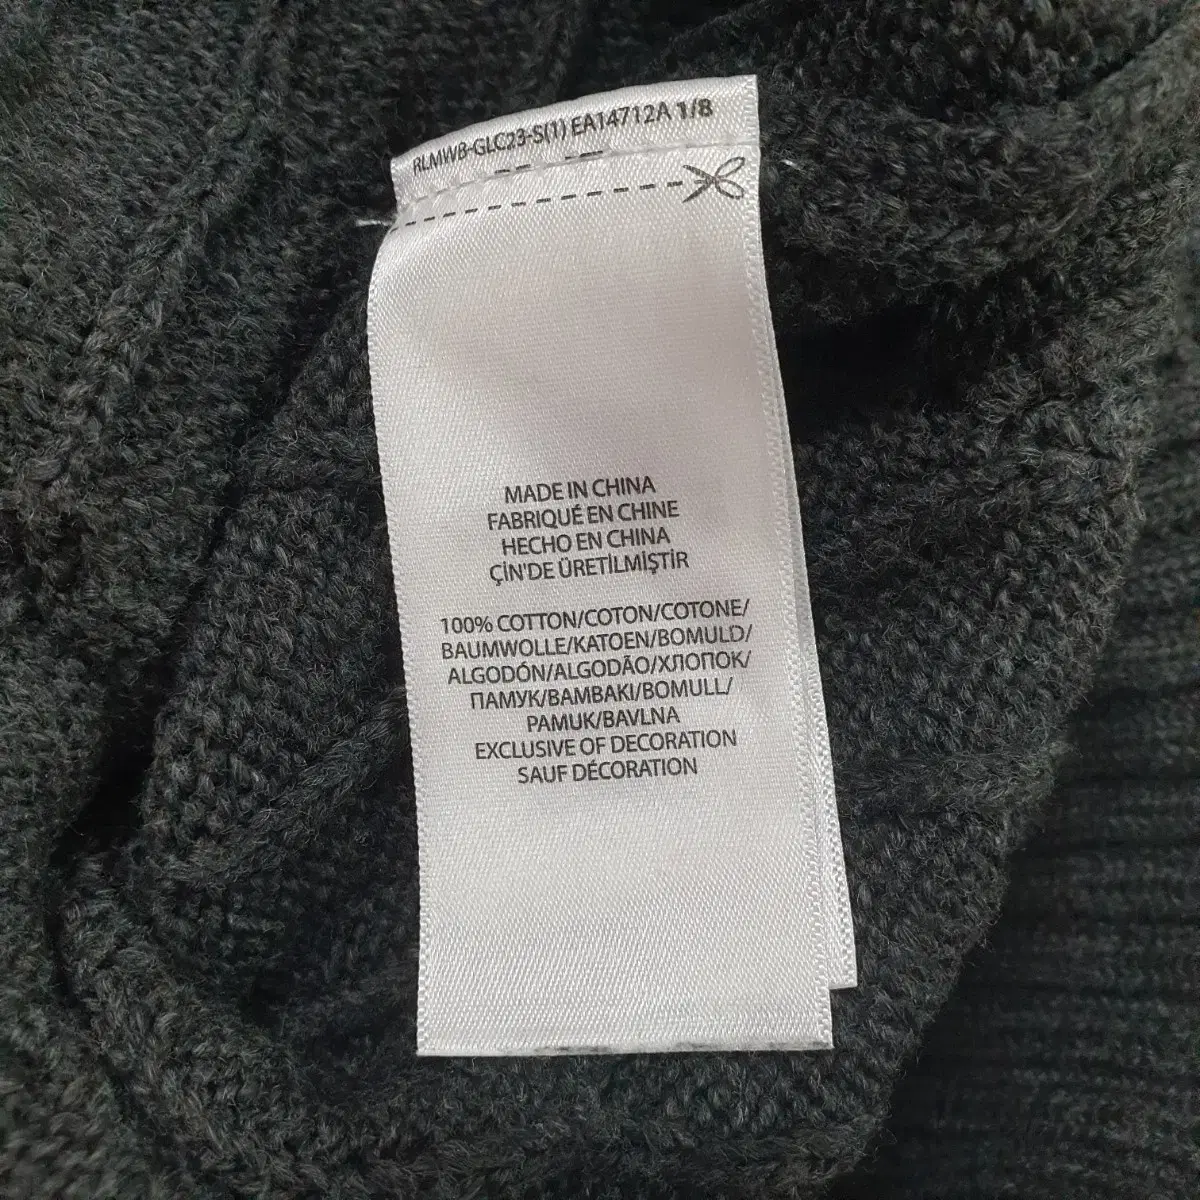 RLMWB-GLC23-S(1) EA14712A 1/8
MADE IN CHINA
FABRIQUÉ EN CHINE
HECHO EN CHINA
ÇİN'DE ÜRETİLMİŞTİR
100% COTTON/COTON/COTONE/
BAUMWOLLE/KATOEN/BOMULD/
ALGODÓN/ALGODÃO/ХЛОПОК/
ПАМУК/BAMBAKI/BOMULL/
PAMUK/BAVLNA
EXCLUSIVE OF DECORATION
SAUF DÉCORATION